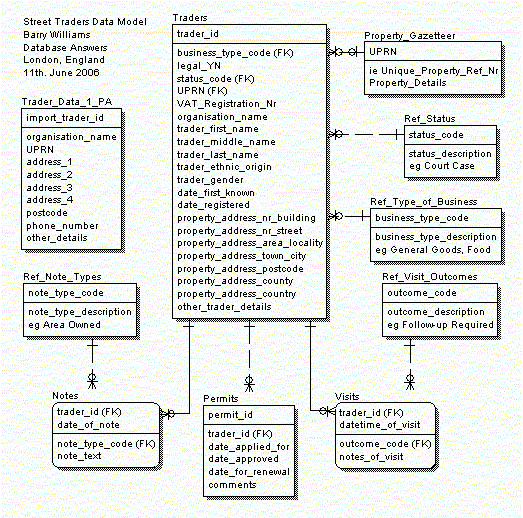 Street Traders Data Model
Barry Williams
Database Answers
London, England
11th. June 2006
Traders
trader_id
business_type_code (FK)
legal_YN
status_code (FK)
UPRN (FK)
VAT_Registration_Nr
organisation_name
trader_first_name
trader_middle_name
trader_last_name
trader_ethnic_origin
trader_gender
date_first_known
date_registered
property_address_nr_building
property_address_nr_street
property_address_area_locality
property_address_town_city
property_address_postcode
property_address_county
property_address_country
other_trader_details
Property_Gazetteer
UPRN
ie Unique_Property_Ref_Nr
Property_Details
Trader_Data_1_PA
import_trader_id
organisation_name
UPRN
address_1
address_2
address_3
address_4
postcode
phone_number
other_details
Ref_Status
status_code
status_description
eg Court Case
Ref_Type_of_Business
business_type_code
business_type_description
eg General Goods, Food
Ref_Note_Types
note_type_code
note_type_description
eg Area Owned
Ref_Visit_Outcomes
outcome_code
outcome_description
eg Follow-up Required
Notes
trader_id (FK)
date_of_note
note_type_code (FK)
note_text
Permits
permit_id
trader_id (FK)
date_applied_for
date_approved
date_for_renewal
comments
Visits
trader_id (FK)
datetime_of_visit
outcome_code (FK)
notes_of_visit